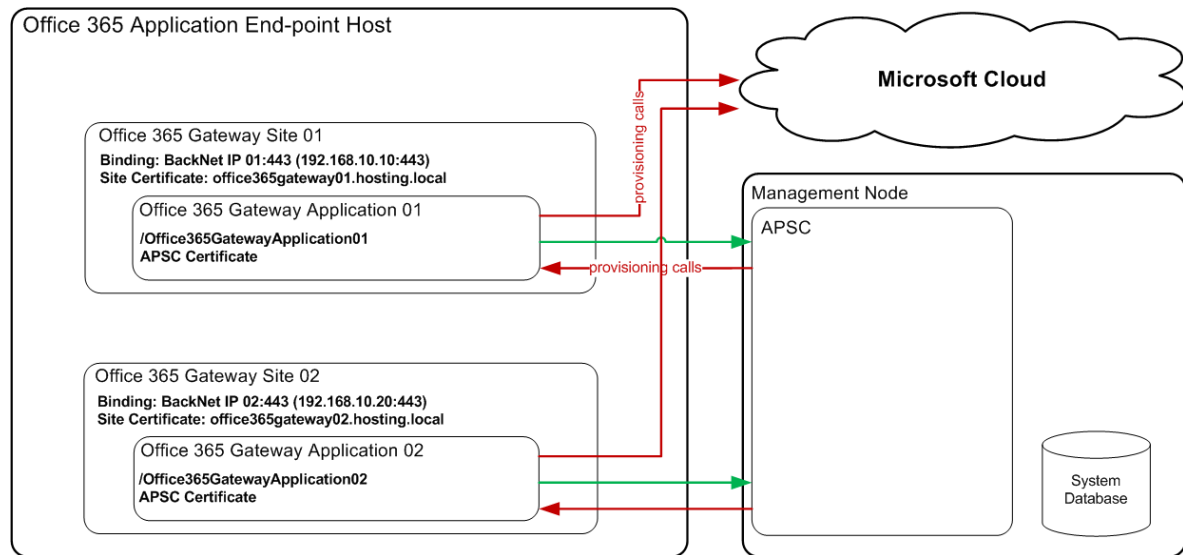 Office 365 Application End-point Host
Microsoft Cloud
provisioning calls
Office 365 Gateway Site 01
Binding: BackNet IP 01:443 (192.168.10.10:443)
Site Certificate: office365gateway01.hosting.local
Office 365 Gateway Application 01
/Office365GatewayApplication01
APSC Certificate
provisioning calls
Management Node
APSC
Office 365 Gateway Site 02
Binding: BackNet IP 02:443 (192.168.10.20:443)
Site Certificate: office365gateway02.hosting.local
Office 365 Gateway Application 02
/Office365GatewayApplication02
APSC Certificate
System
Database